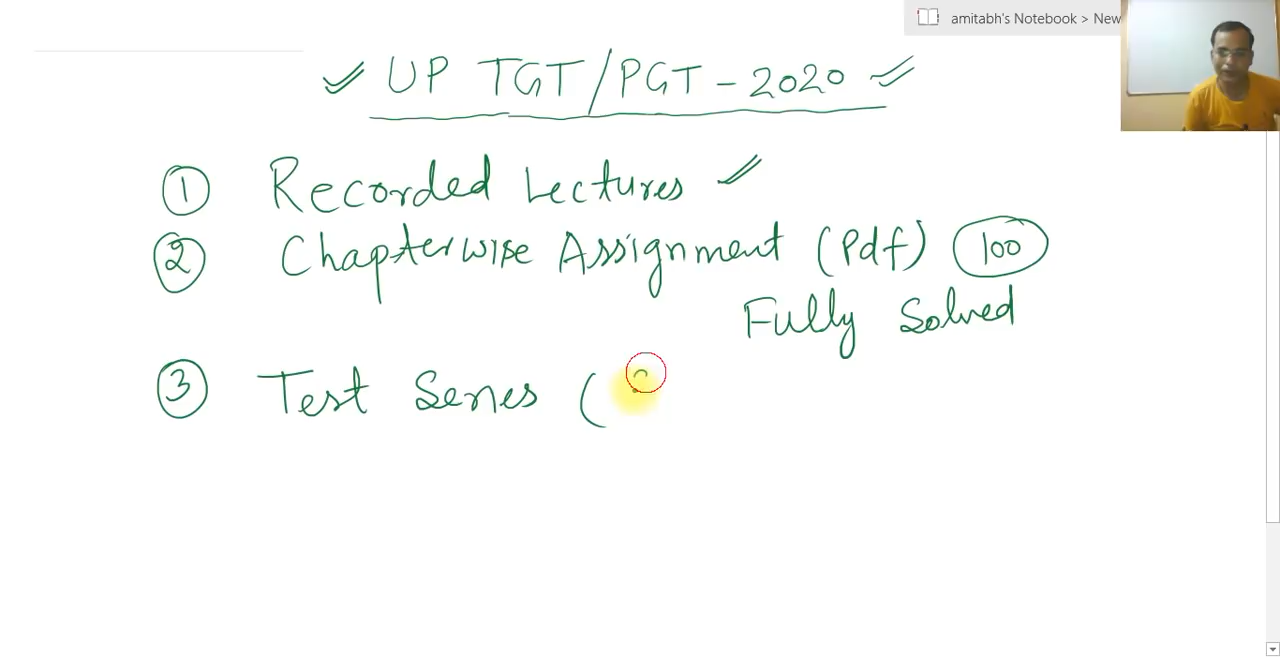 amitabh's Notebook > New
UP TGT/PGT - 2020
① Recorded Lectures
② Chapterwise Assignment (Pdf) 100
Fully Solved
③ Test Series (